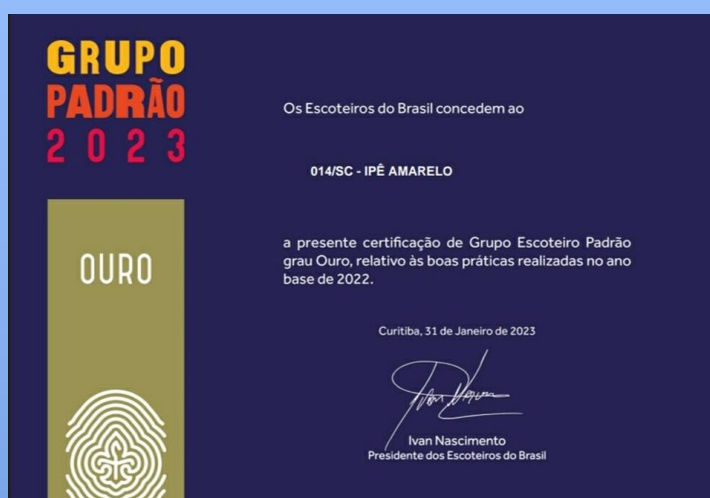 GRUPO
PADRÃO
2023
OURO
Os Escoteiros do Brasil concedem ao
014/SC - IPÊ AMARELO
a presente certificação de Grupo Escoteiro Padrão
grau Ouro, relativo às boas práticas realizadas no ano
base de 2022.
Curitiba, 31 de Janeiro de 2023
Ivan Nascimento
Presidente dos Escoteiros do Brasil